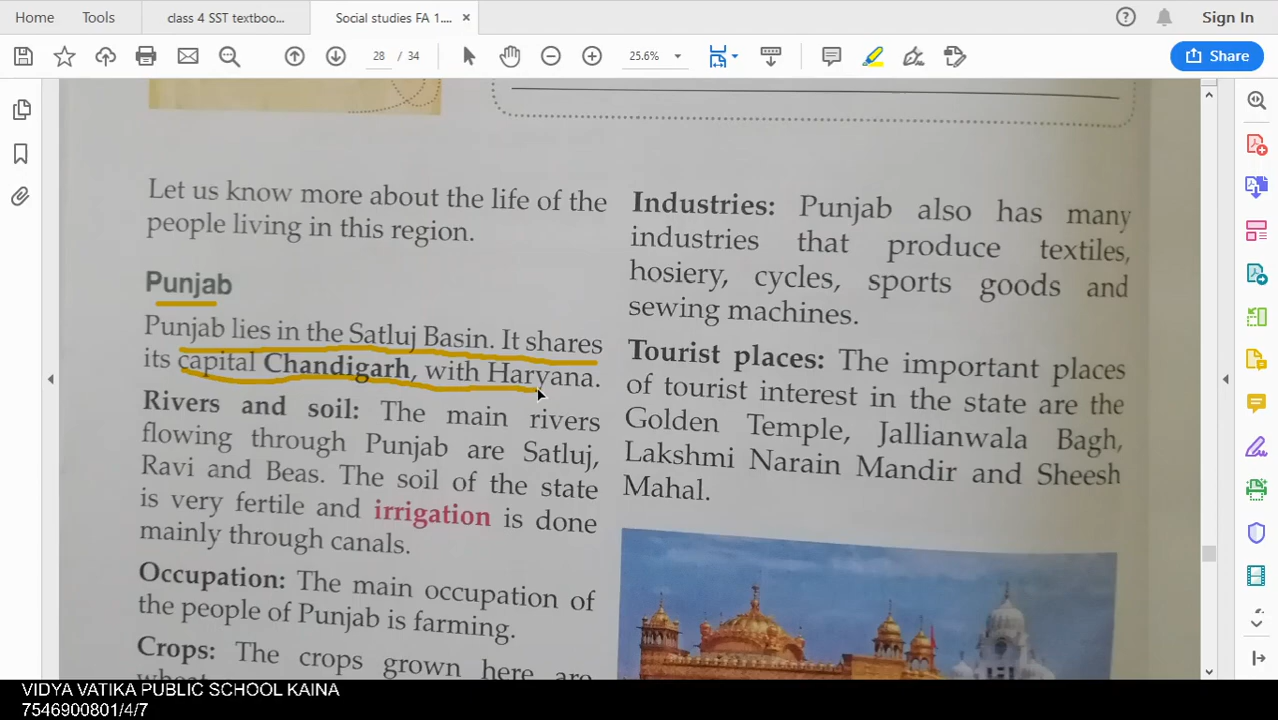 Home
Tools
class 4 SST textboo...
Social studies FA 1....
Sign In
28 / 34
25.6%
Share
Let us know more about the life of the
people living in this region.
Punjab
Punjab lies in the Satluj Basin. It shares
its capital Chandigarh, with Haryana.
Rivers and soil: The main rivers
flowing through Punjab are Satluj,
Ravi and Beas. The soil of the state
is very fertile and irrigation is done
mainly through canals.
Occupation: The main occupation of
the people of Punjab is farming.
Crops: The crops grown here are
Industries: Punjab also has many
industries that produce textiles,
hosiery, cycles, sports goods and
sewing machines.
Tourist places: The important places
of tourist interest in the state are the
Golden Temple, Jallianwala Bagh,
Lakshmi Narain Mandir and Sheesh
Mahal.
VIDYA VATIKA PUBLIC SCHOOL KAINA
7546900801/4/7